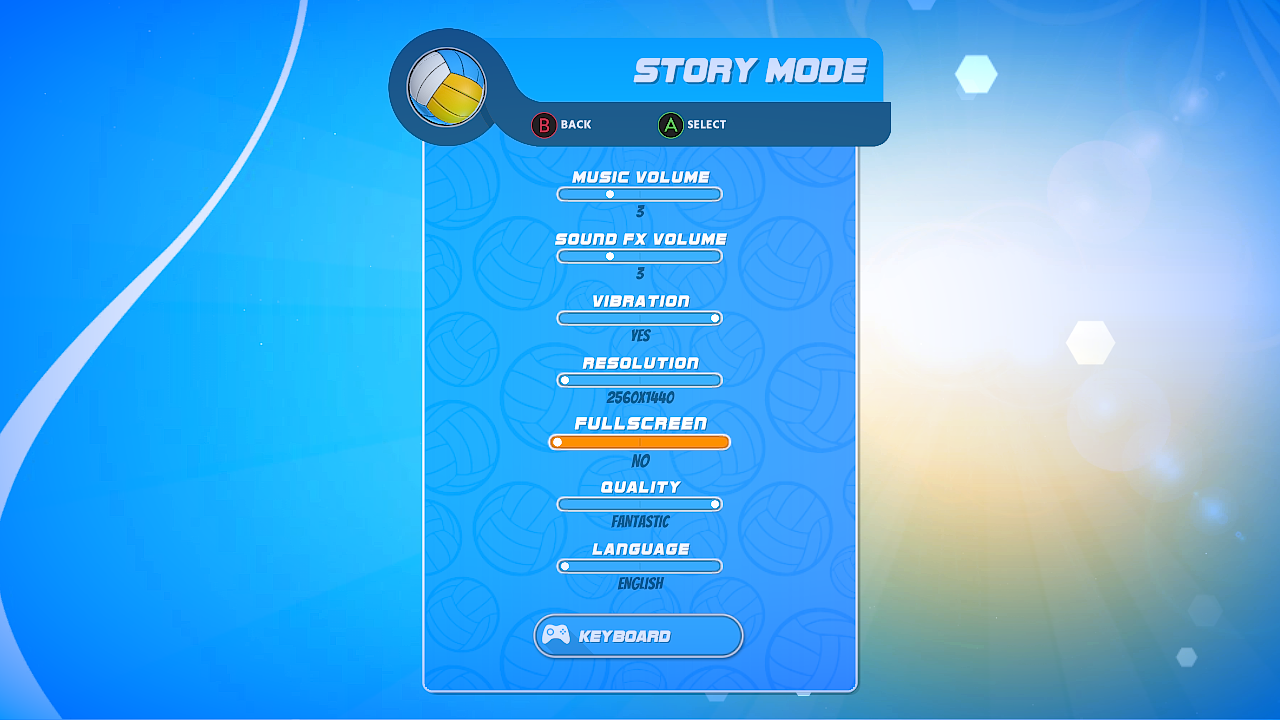 STORY MODE
B BACK A SELECT
MUSIC VOLUME
3
SOUND FX VOLUME
3
VIBRATION
YES
RESOLUTION
2560X1440
FULLSCREEN
NO
QUALITY
FANTASTIC
LANGUAGE
ENGLISH
KEYBOARD